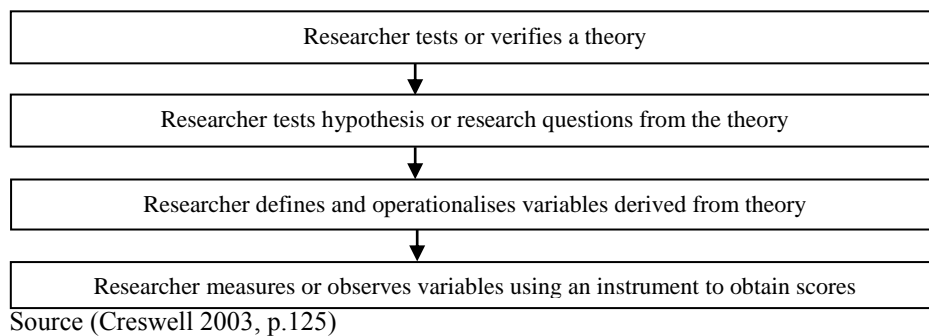 Researcher tests or verifies a theory
Researcher tests hypothesis or research questions from the theory
Researcher defines and operationalises variables derived from theory
Researcher measures or observes variables using an instrument to obtain scores
Source (Creswell 2003, p.125)